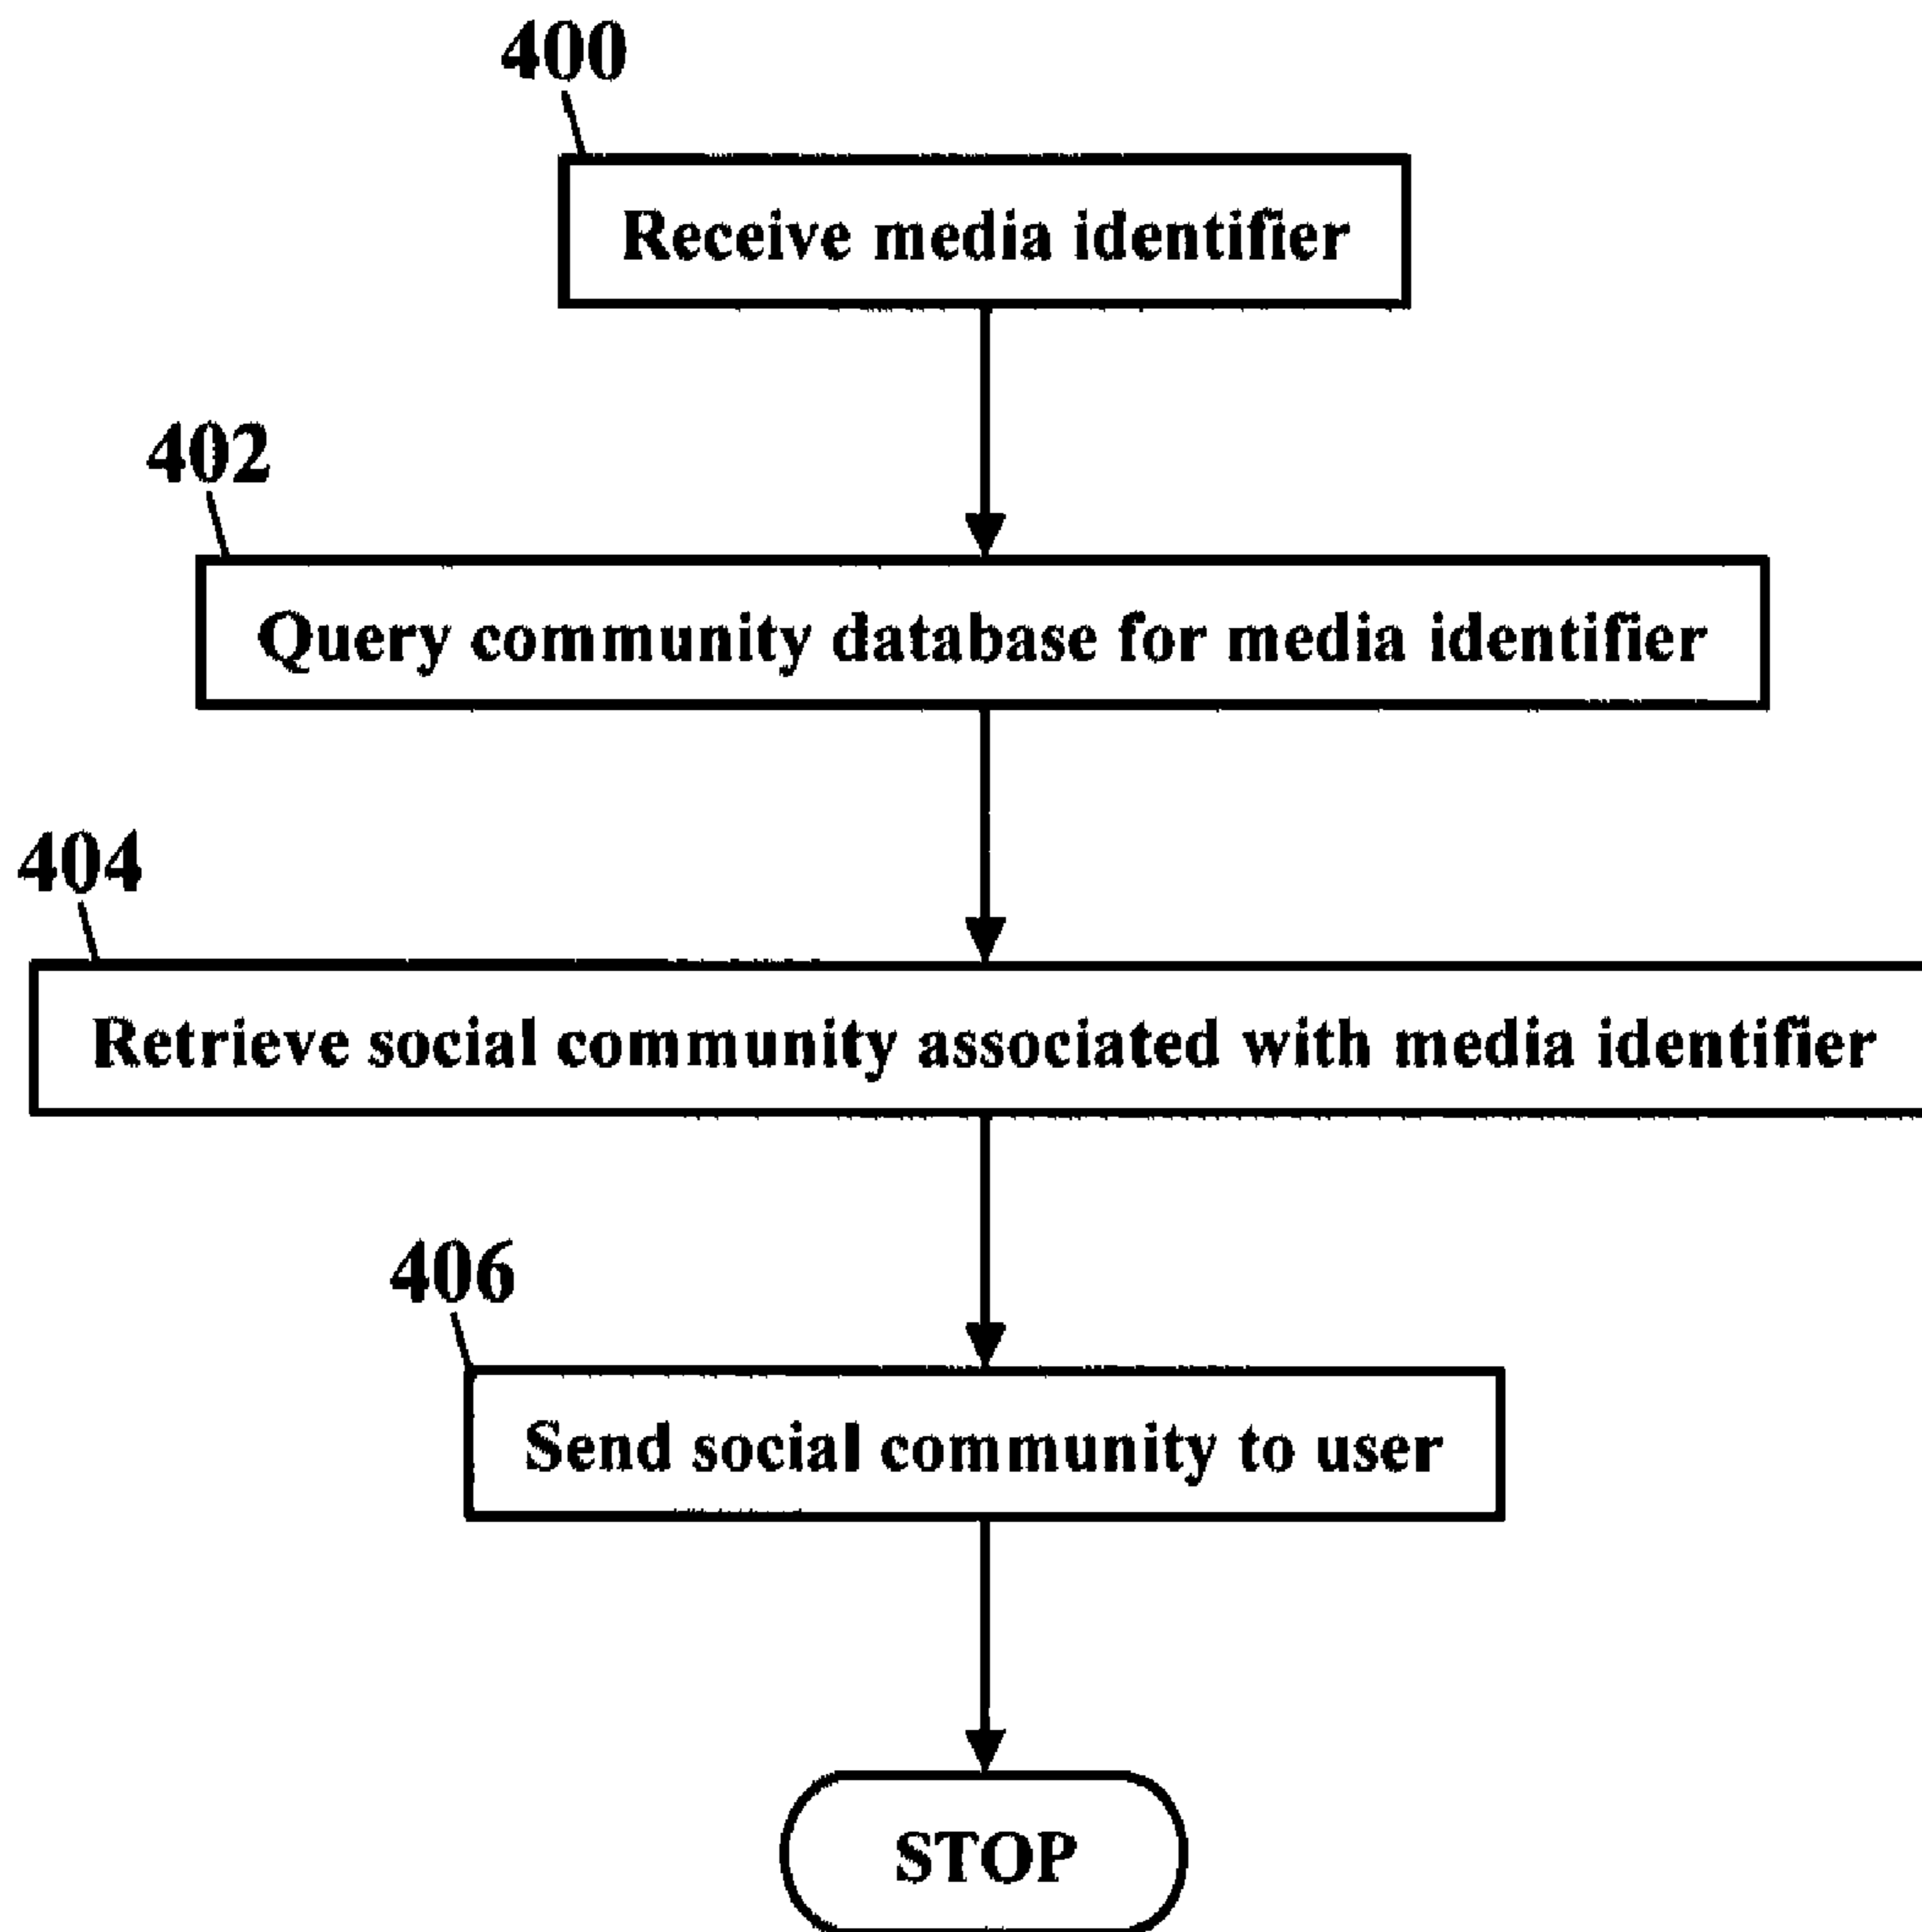 400
Receive media identifier
402
Query community database for media identifier
404
Retrieve social community associated with media identifier
406
Send social community to user
STOP